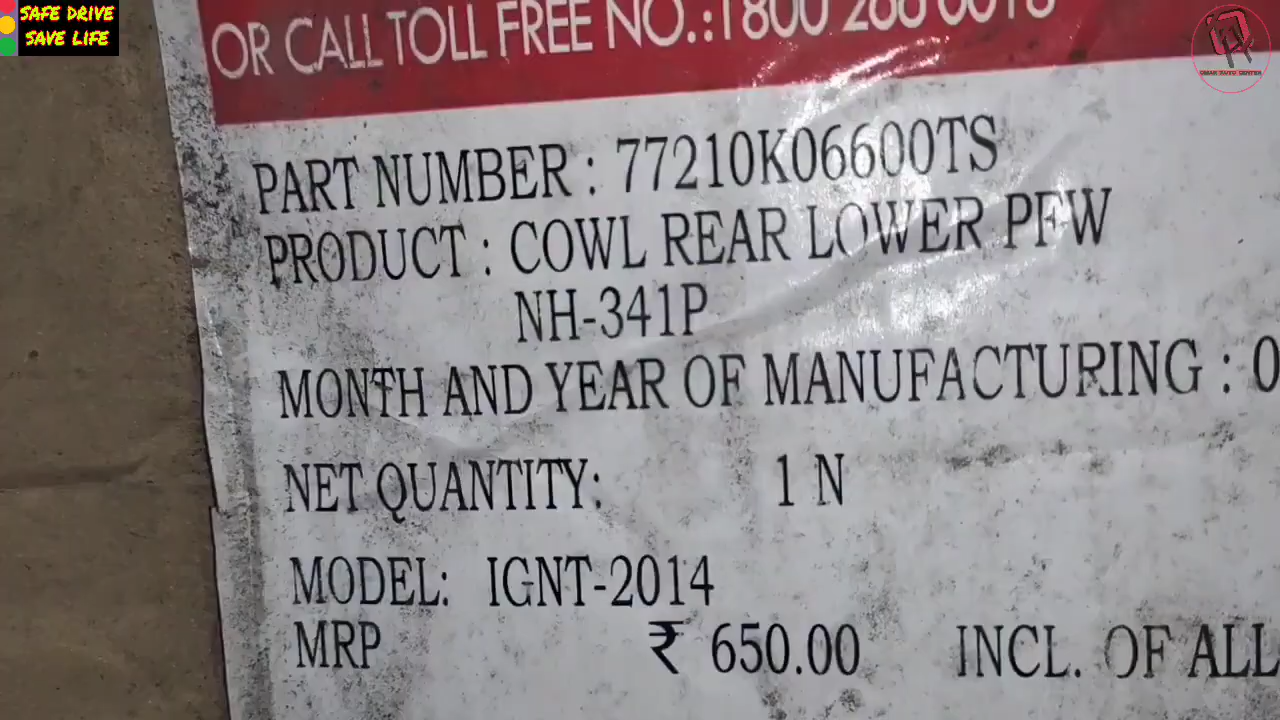 SAFE DRIVE
SAVE LIFE
OR CALL TOLL FREE NO.:1800
PART NUMBER : 77210K06600TS
PRODUCT : COWL REAR LOWER PFW
NH-341P
MONTH AND YEAR OF MANUFACTURING : 0
NET QUANTITY: 1 N
MODEL: IGNT-2014
MRP ₹ 650.00 INCL. OF ALL